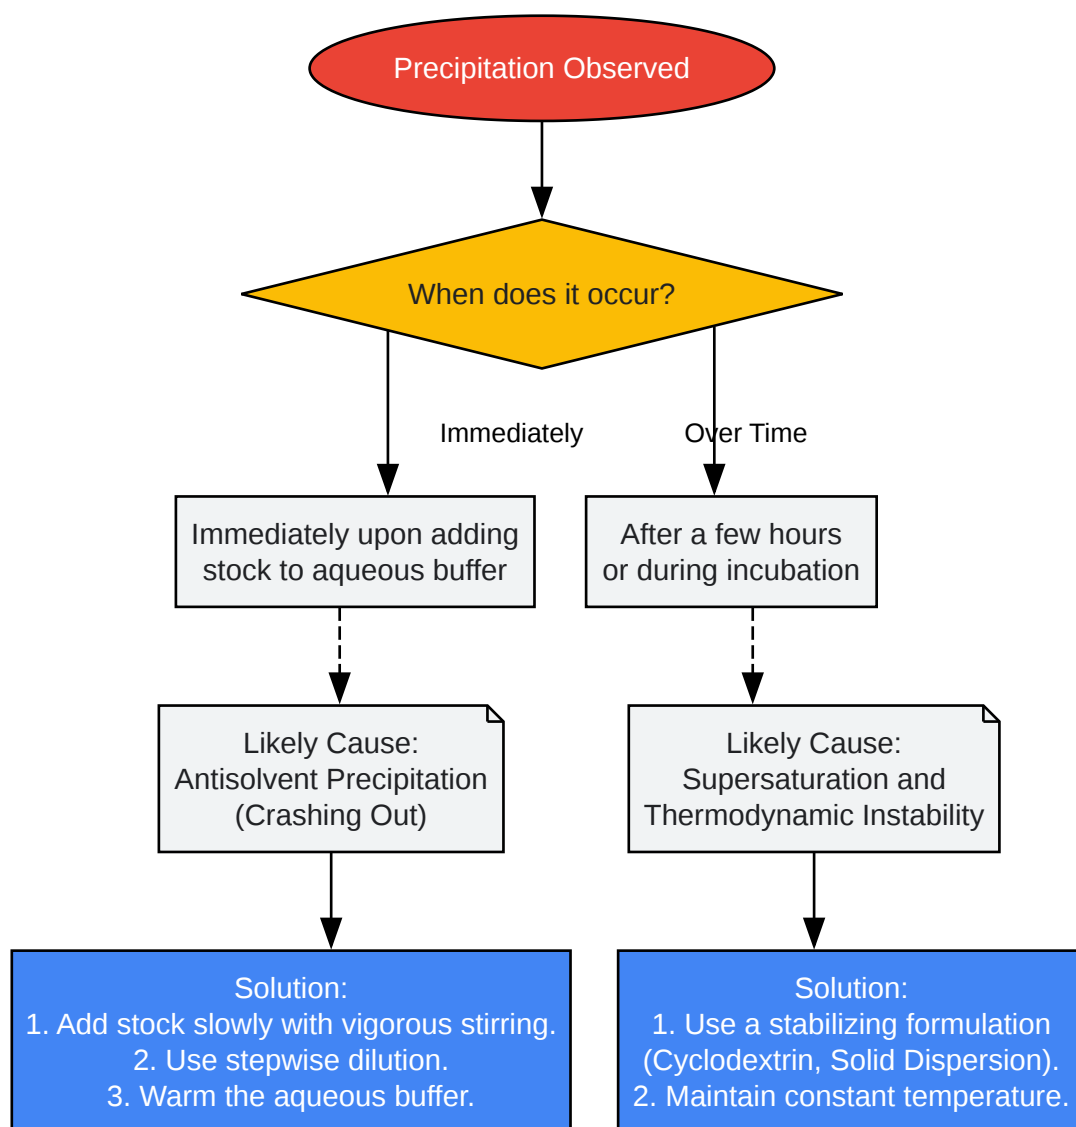 Precipitation Observed
When does it occur?
Immediately
Over Time
Immediately upon adding
stock to aqueous buffer
After a few hours
or during incubation
Likely Cause:
Antisolvent Precipitation
(Crashing Out)
Likely Cause:
Supersaturation and
Thermodynamic Instability
Solution:
1. Add stock slowly with vigorous stirring.
2. Use stepwise dilution.
3. Warm the aqueous buffer.
Solution:
1. Use a stabilizing formulation
(Cyclodextrin, Solid Dispersion).
2. Maintain constant temperature.